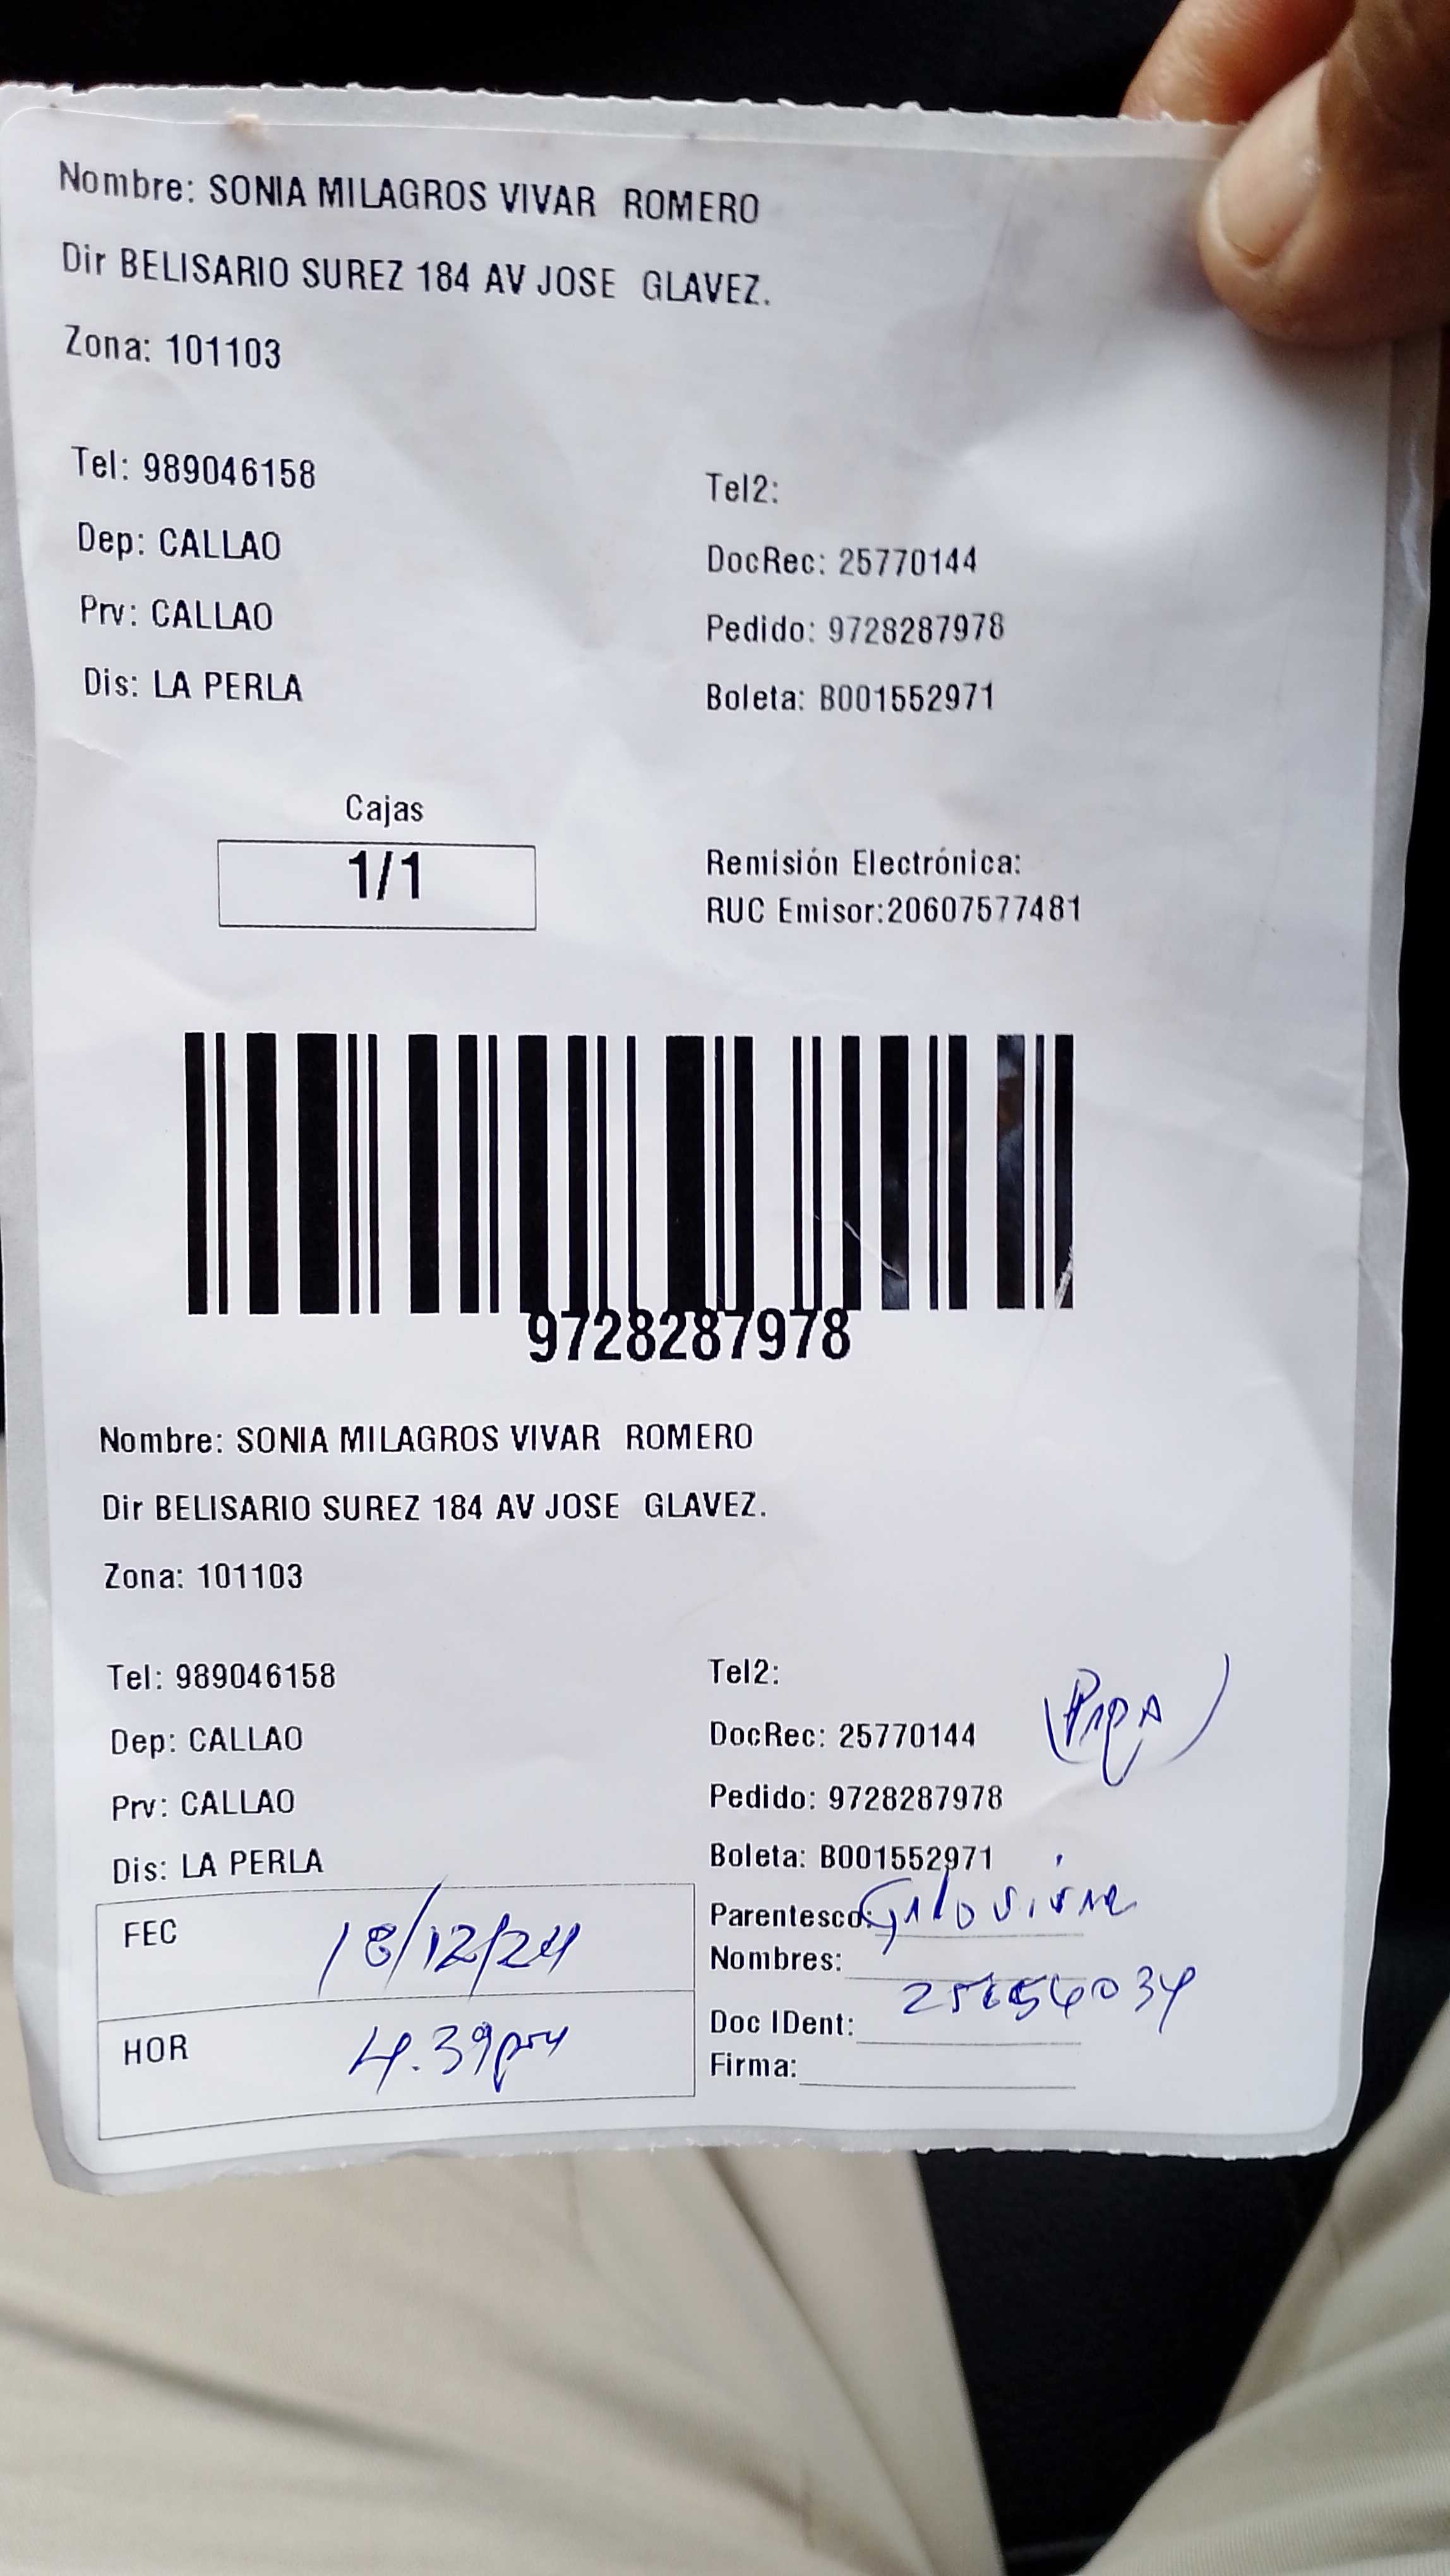 Nombre: SONIA MILAGROS VIVAR ROMERO
Dir BELISARIO SUREZ 184 AV JOSE GLAVEZ.
Zona: 101103
Tel: 989046158
Tel2:
Dep: CALLAO
DocRec: 25770144
Prv: CALLAO
Pedido: 9728287978
Dis: LA PERLA
Boleta: B001552971
Cajas
1/1
Remisión Electrónica:
RUC Emisor:20607577481
9728287978
Nombre: SONIA MILAGROS VIVAR ROMERO
Dir BELISARIO SUREZ 184 AV JOSE GLAVEZ.
Zona: 101103
Tel: 989046158
Tel2:
Dep: CALLAO
DocRec: 25770144 (PAPA)
Prv: CALLAO
Pedido: 9728287978
Dis: LA PERLA
Boleta: B001552971
FEC 18/12/24
Parentesco:
Nombres:
HOR 4.39pm
Doc IDent:
Firma: